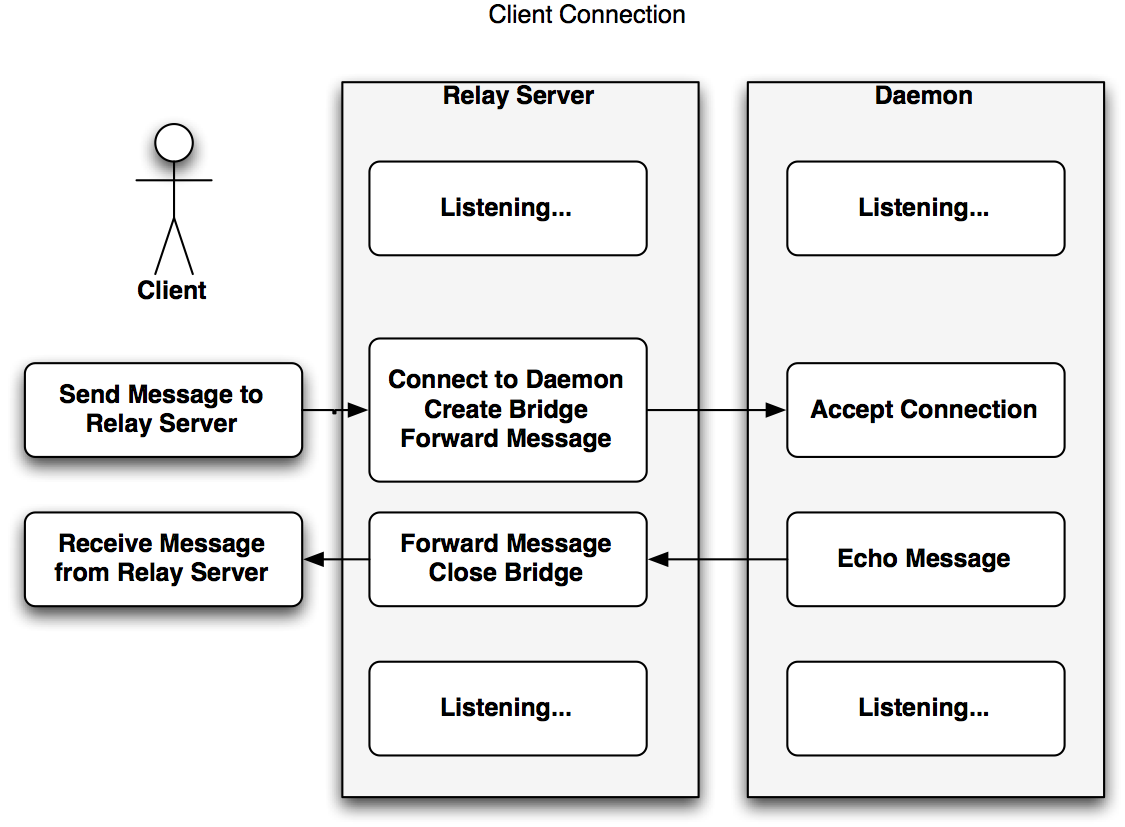 Client Connection
Relay Server
Daemon
Listening...
Listening...
Client
Send Message to
Relay Server
Connect to Daemon
Create Bridge
Forward Message
Accept Connection
Receive Message
from Relay Server
Forward Message
Close Bridge
Echo Message
Listening...
Listening...